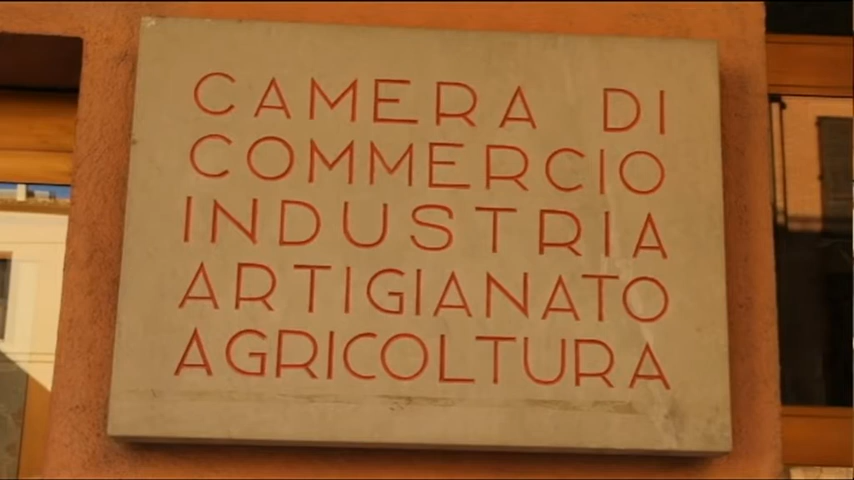 CAMERA DI
COMMERCIO
INDUSTRIA
ARTIGIANATO
AGRICOLTURA